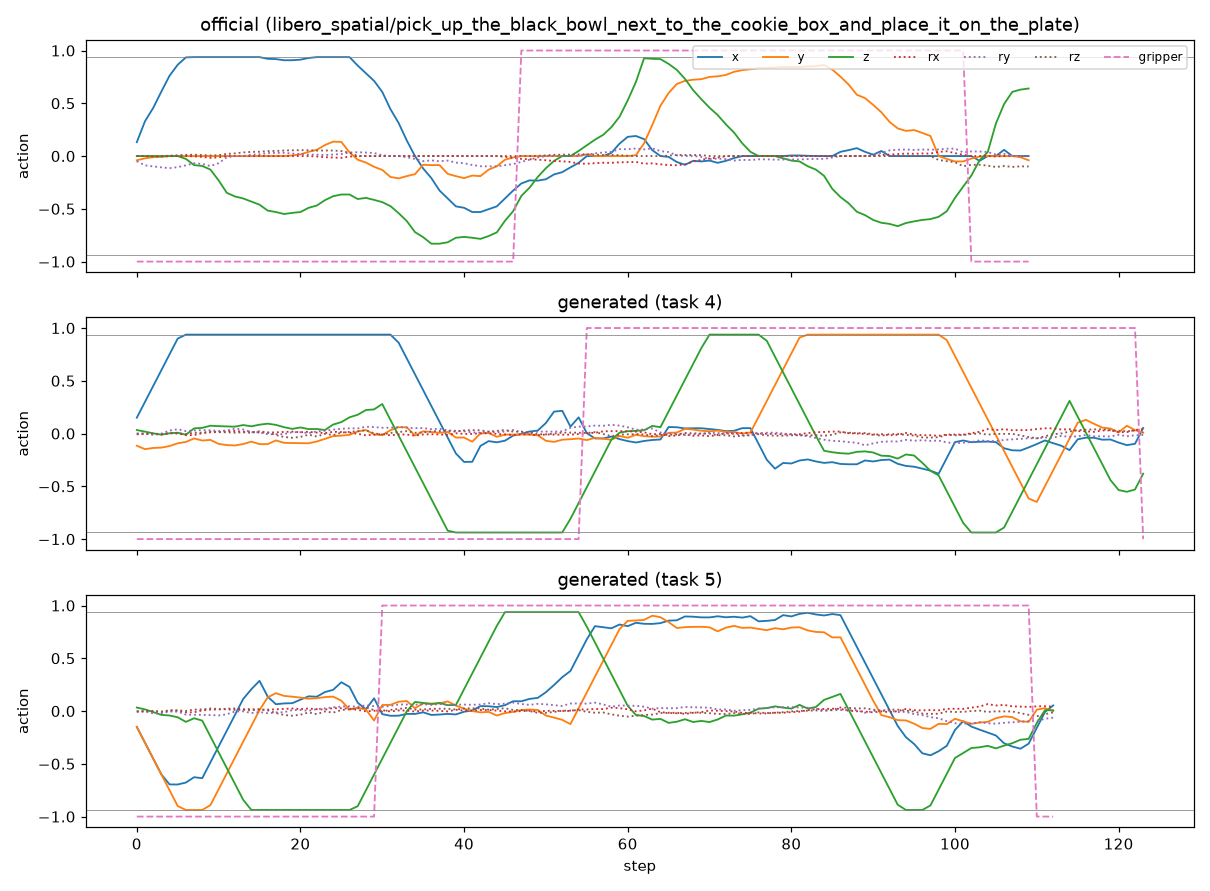 official (libero_spatial/pick_up_the_black_bowl_next_to_the_cookie_box_and_place_it_on_the_plate)
1.0
0.5
0.0
−0.5
−1.0
action
x y z rx ry rz gripper
generated (task 4)
1.0
0.5
0.0
−0.5
−1.0
action
generated (task 5)
1.0
0.5
0.0
−0.5
−1.0
action
0 20 40 60 80 100 120
step